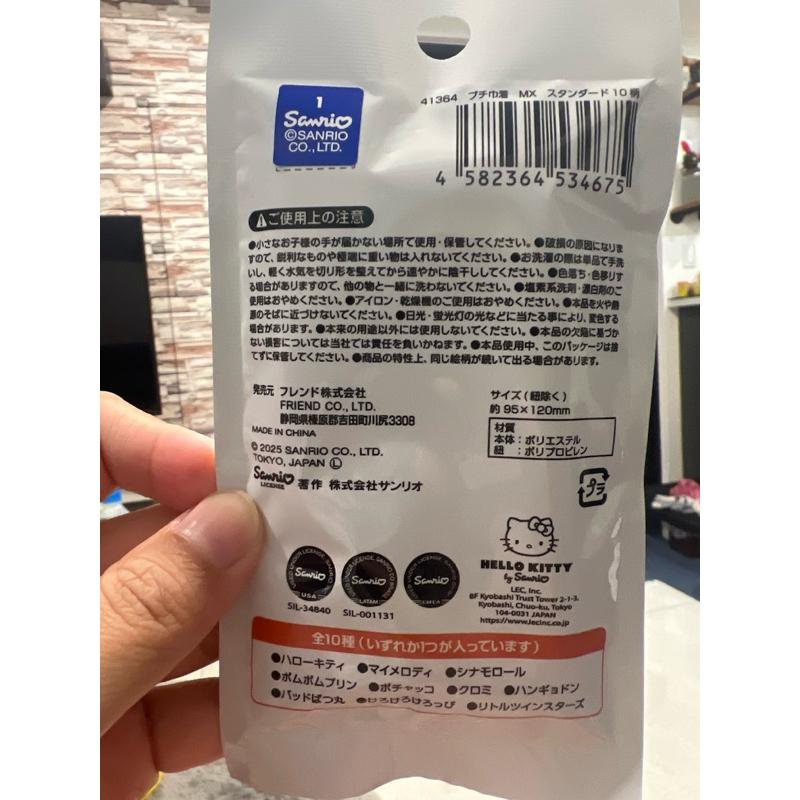 1
Sanrio
©SANRIO
CO.,LTD.
41364 プチ巾着 MX スタンダード10柄
4 582364 534675
ご使用上の注意
●小さなお子様の手が届かない場所で使用・保管してください。●破損の原因になりま
すので、鋭利なものや極端に重い物は入れないでください。●お洗濯の際は単品で手洗
いし、軽く水気を切り形を整えてから速やかに陰干ししてください。●色落ち・色移りす
る場合がありますので、他の物と一緒に洗わないでください。●塩素系洗剤・漂白剤のご
使用はおやめください。●アイロン・乾燥機のご使用はおやめください。●本品を火や熱
源のそばに近づけないでください。●日光・蛍光灯の光などに当たる事により、変色する
場合があります。●本来の用途以外には使用しないでください。●本品の欠陥に基づか
ない損害については当社では責任を負いかねます。●本品使用中、このパッケージは捨
てずに保管してください。●商品の特性上、同じ絵柄が続いて出る場合があります。
発売元 フレンド株式会社
FRIEND CO., LTD.
静岡県榛原郡吉田町川尻3308
MADE IN CHINA
サイズ(紐除く)
約 95×120mm
材質
本体:ポリエステル
紐 :ポリプロピレン
© 2025 SANRIO CO., LTD.
TOKYO, JAPAN Ⓛ
Sanrio
LICENSE
著作 株式会社サンリオ
プラ
Sanrio
USA
SIL-34840
Sanrio
LATAM
SIL-001131
Sanrio
EMEA
HELLO KITTY
by Sanrio
LEC, Inc.
8F Kyobashi Trust Tower 2-1-3,
Kyobashi, Chuo-ku, Tokyo
104-0031 JAPAN
https://www.lecinc.co.jp
全10種(いずれか1つが入っています)
●ハローキティ ●マイメロディ ●シナモロール
●ポムポムプリン ●ポチャッコ ●クロミ ●ハンギョドン
●バッドばつ丸 ●けろけろけろっぴ ●リトルツインスターズ